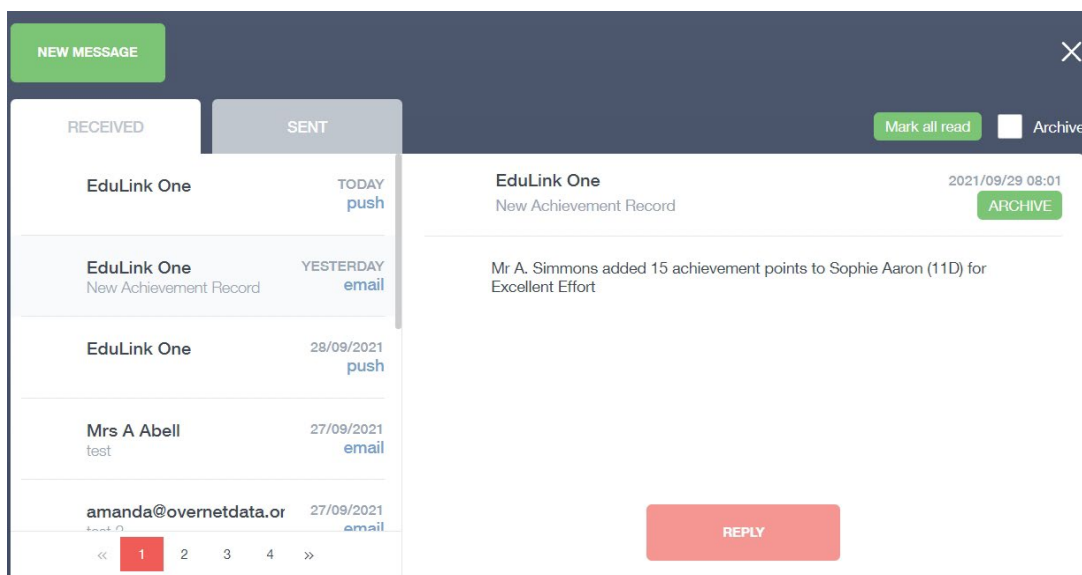 NEW MESSAGE
RECEIVED
SENT
Mark all read
Archive
EduLink One
TODAY
push
EduLink One
YESTERDAY
New Achievement Record
email
EduLink One
28/09/2021
push
Mrs A Abell
27/09/2021
test
email
amanda@overnetdata.or
27/09/2021
test 2
email
« 1 2 3 4 »
EduLink One
2021/09/29 08:01
New Achievement Record
ARCHIVE
Mr A. Simmons added 15 achievement points to Sophie Aaron (11D) for
Excellent Effort
REPLY